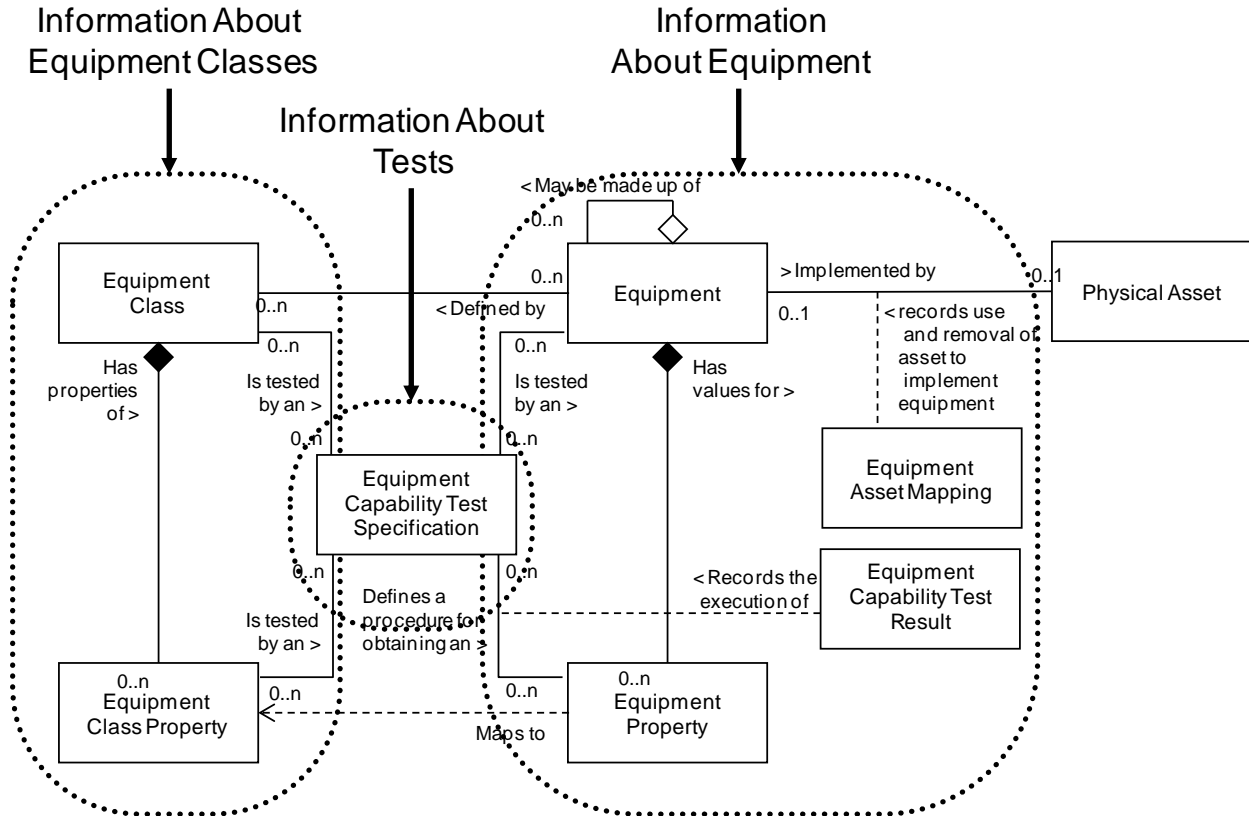 Information About
Equipment Classes
Information About
Tests
Information
About Equipment
< May be made up of
0..n
Equipment
Class
0..n
< Defined by
0..n
Equipment
> Implemented by
0..1
0..1
Physical Asset
< records use
and removal of
asset to
implement
equipment
Has
properties
of >
0..n
Is tested
by an >
0..n
0..n
Is tested
by an >
0..n
Has
values for >
Equipment
Capability Test
Specification
Equipment
Asset Mapping
0..n
Is tested
by an >
0..n
0..n
Defines a
procedure for
obtaining an >
0..n
< Records the
execution of
Equipment
Capability Test
Result
0..n
Equipment
Class Property
Maps to
0..n
Equipment
Property